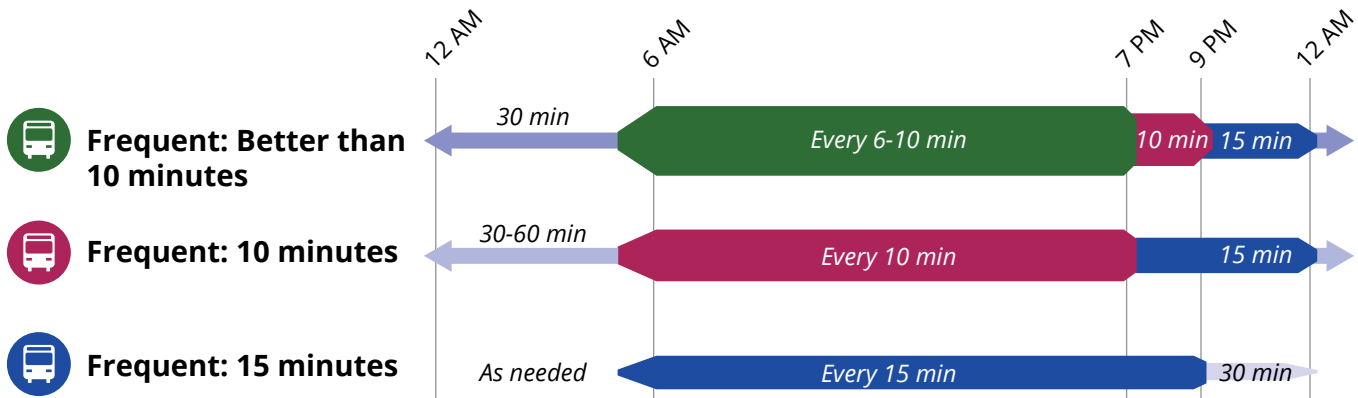 12 AM
6 AM
7 PM
9 PM
12 AM
Frequent: Better than
10 minutes
30 min
Every 6-10 min
10 min
15 min
Frequent: 10 minutes
30-60 min
Every 10 min
15 min
Frequent: 15 minutes
As needed
Every 15 min
30 min